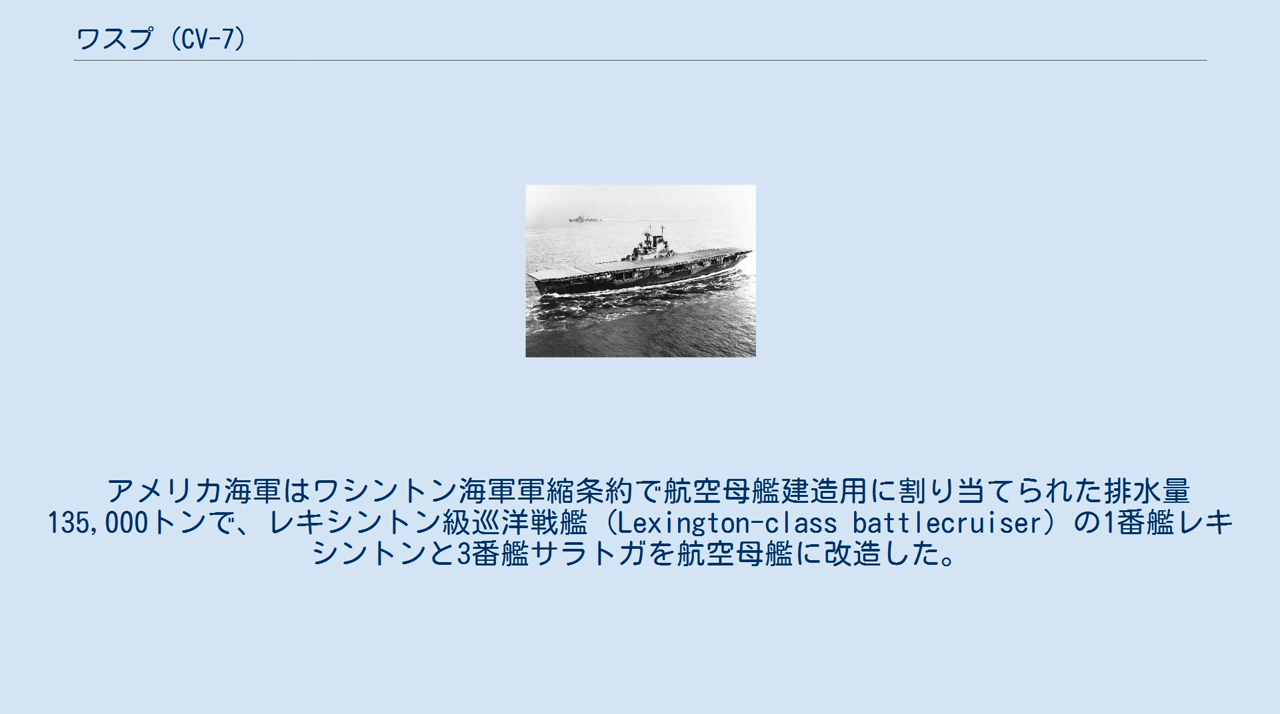 ワスプ（CV-7）
アメリカ海軍はワシントン海軍軍縮条約で航空母艦建造用に割り当てられた排水量
135,000トンで、レキシントン級巡洋戦艦（Lexington-class battlecruiser）の1番艦レキ
シントンと3番艦サラトガを航空母艦に改造した。